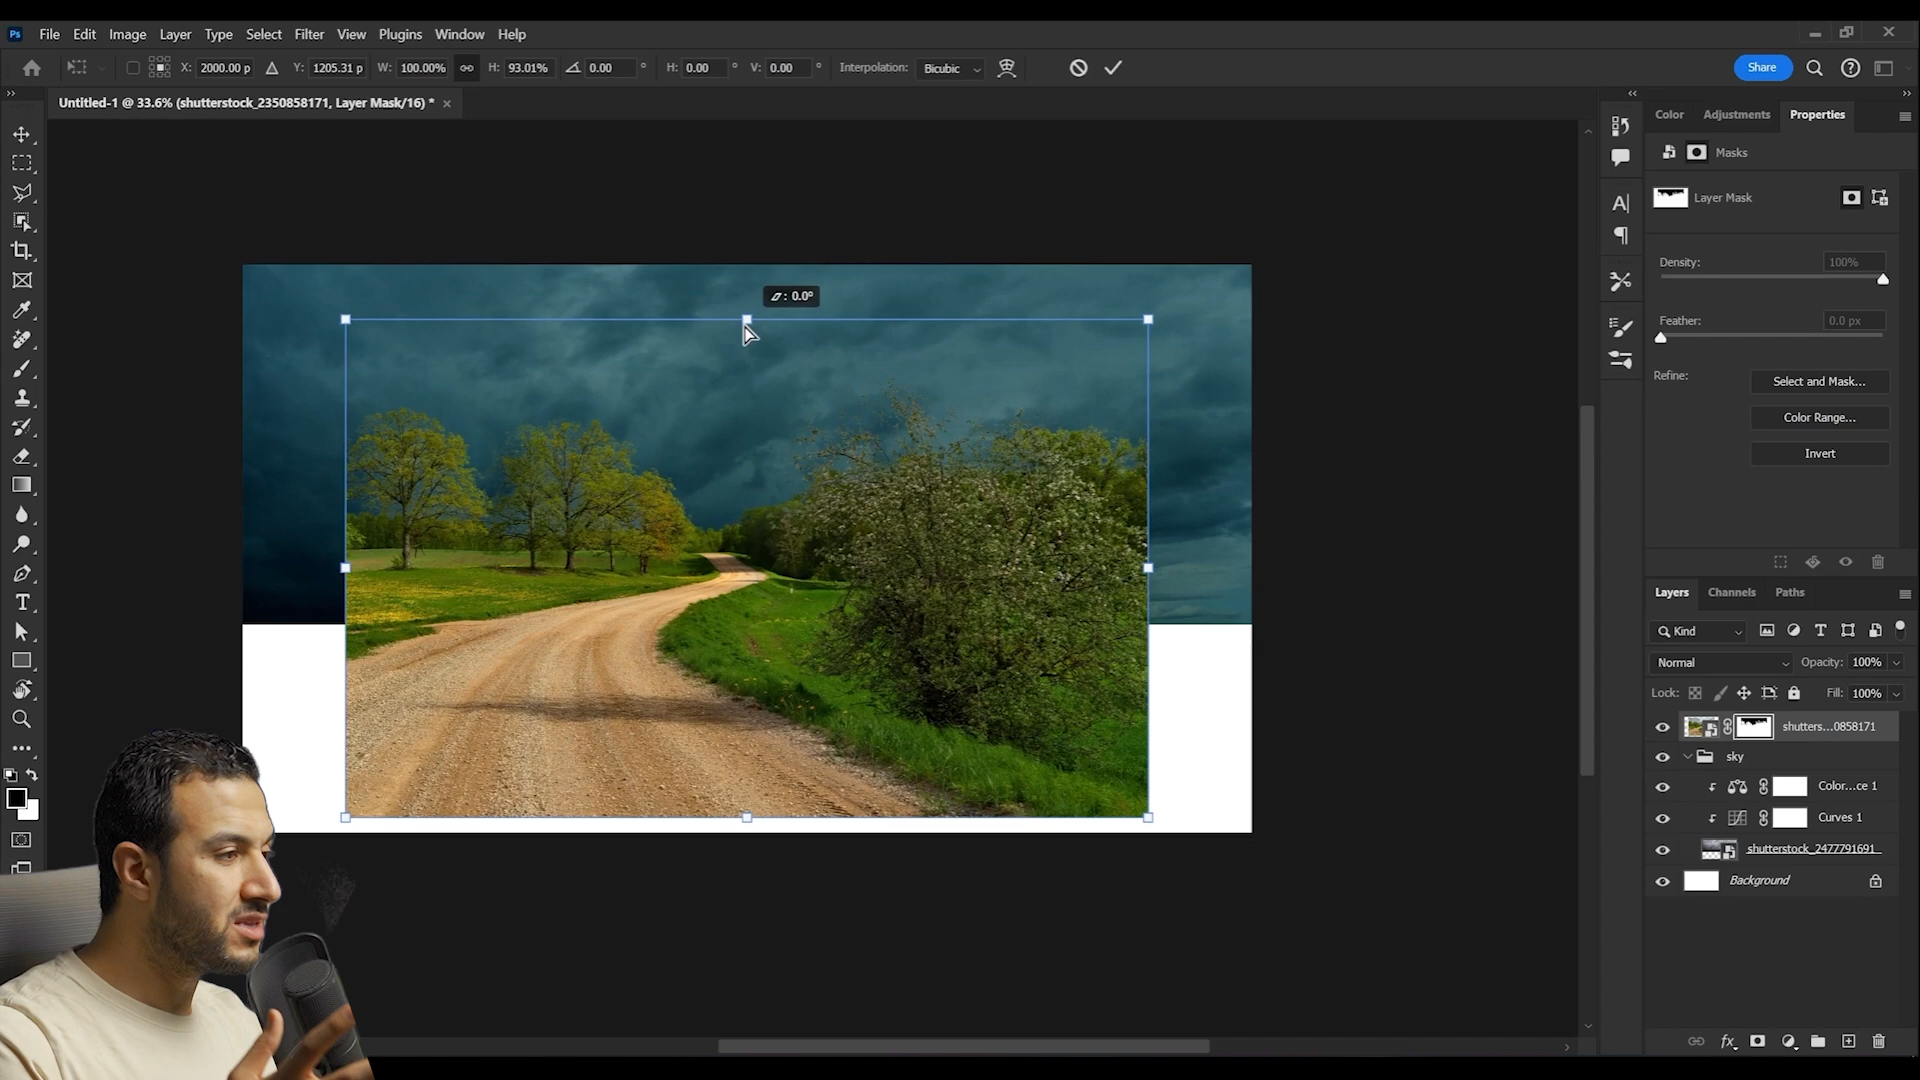 Ps File Edit Image Layer Type Select Filter View Plugins Window Help
X: 2000.00 p Y: 1205.31 p W: 100.00% H: 93.01% 0.00 ° H: 0.00 ° V: 0.00 ° Interpolation: Bicubic Share
Untitled-1 @ 33.6% (shutterstock_2350858171, Layer Mask/16) *
Color Adjustments Properties
Masks
Layer Mask
Density: 100%
Feather: 0.0 px
Refine: Select and Mask...
Color Range...
Invert
: 0.0°
Layers Channels Paths
Kind
Normal Opacity: 100%
Lock: Fill: 100%
shutters...0858171
sky
Color...ce 1
Curves 1
shutterstock_2477791691
Background
fx